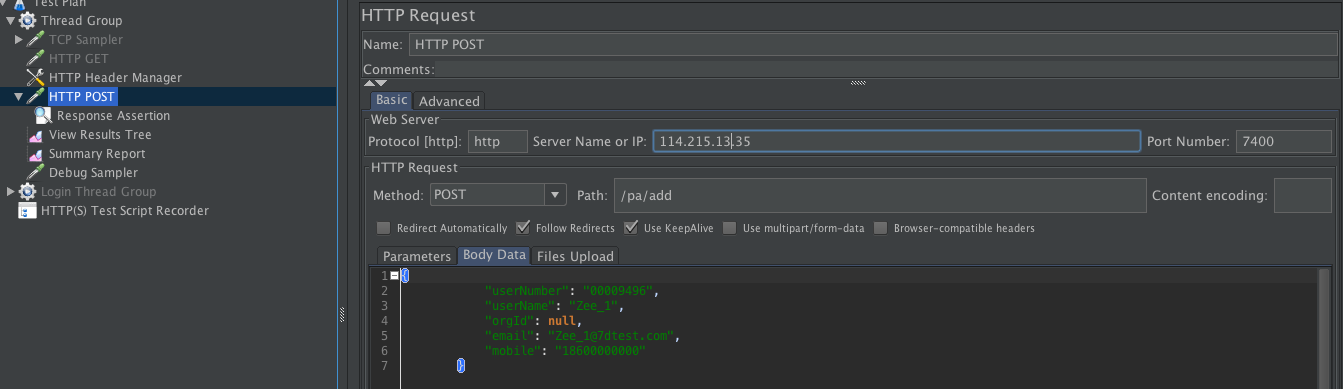 Test Plan
Thread Group
TCP Sampler
HTTP GET
HTTP Header Manager
HTTP POST
Response Assertion
View Results Tree
Summary Report
Debug Sampler
Login Thread Group
HTTP(S) Test Script Recorder
HTTP Request
Name: HTTP POST
Comments:
Basic Advanced
Web Server
Protocol [http]: http Server Name or IP: 114.215.13.35 Port Number: 7400
HTTP Request
Method: POST Path: /pa/add Content encoding:
Redirect Automatically Follow Redirects Use KeepAlive Use multipart/form-data Browser-compatible headers
Parameters Body Data Files Upload
1 {
2 "userNumber": "00009496",
3 "userName": "Zee_1",
4 "orgId": null,
5 "email": "Zee_1@7dtest.com",
6 "mobile": "18600000000"
7 }